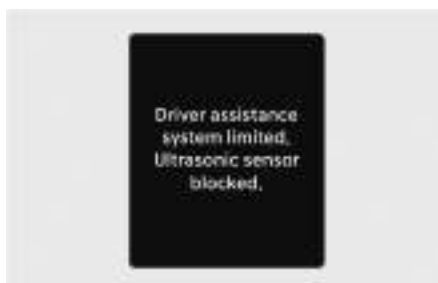 Driver assistance
system limited.
Ultrasonic sensor
blocked.